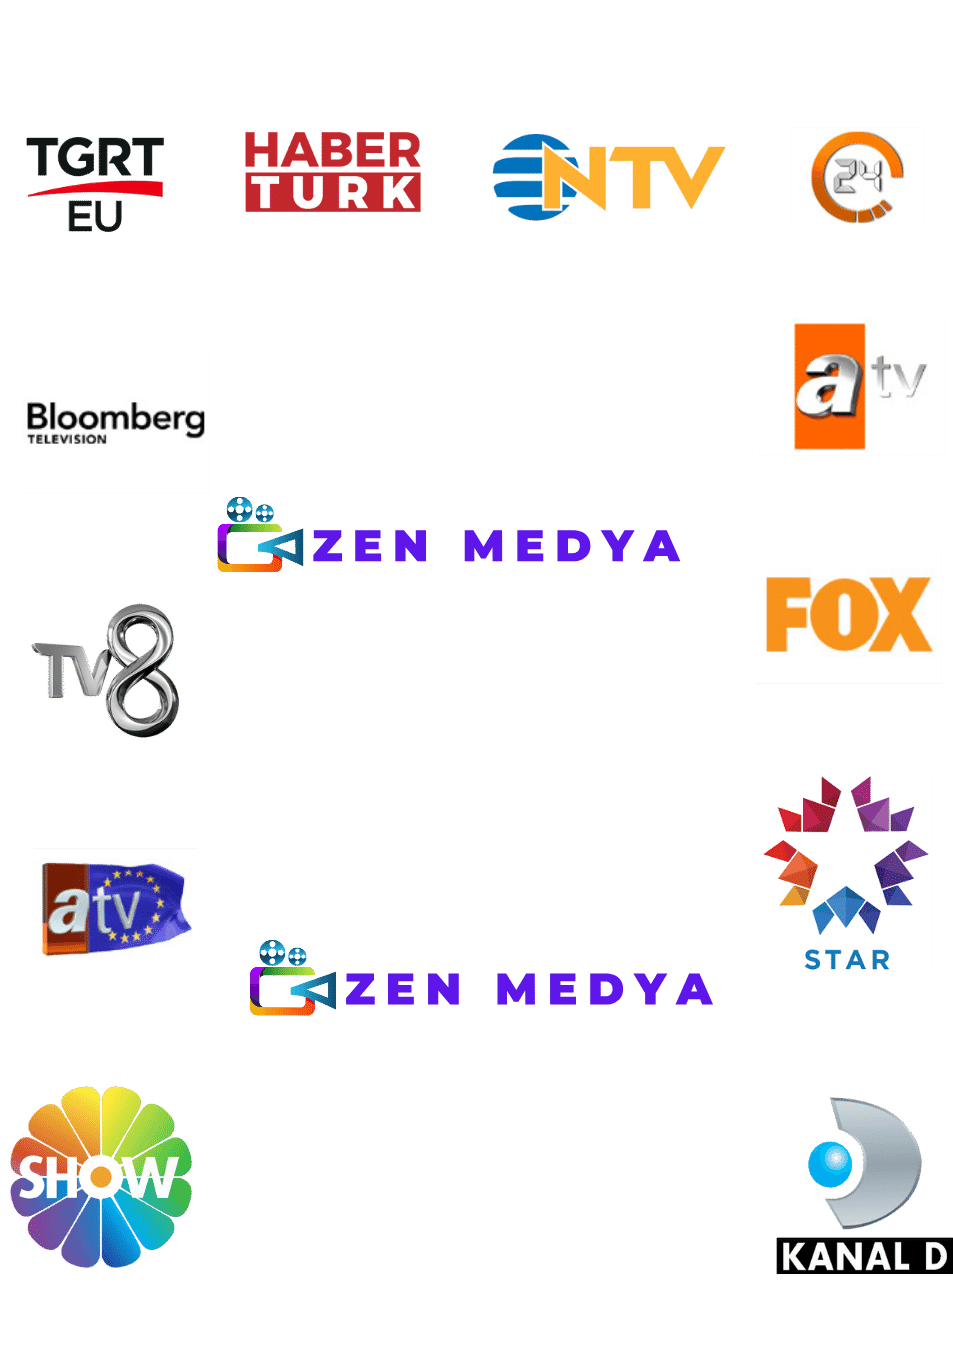 TGRT
EU
HABER
TURK
NTV
24
atv
Bloomberg
TELEVISION
ZEN MEDYA
FOX
TV8
STAR
atv
ZEN MEDYA
SHOW
KANAL D